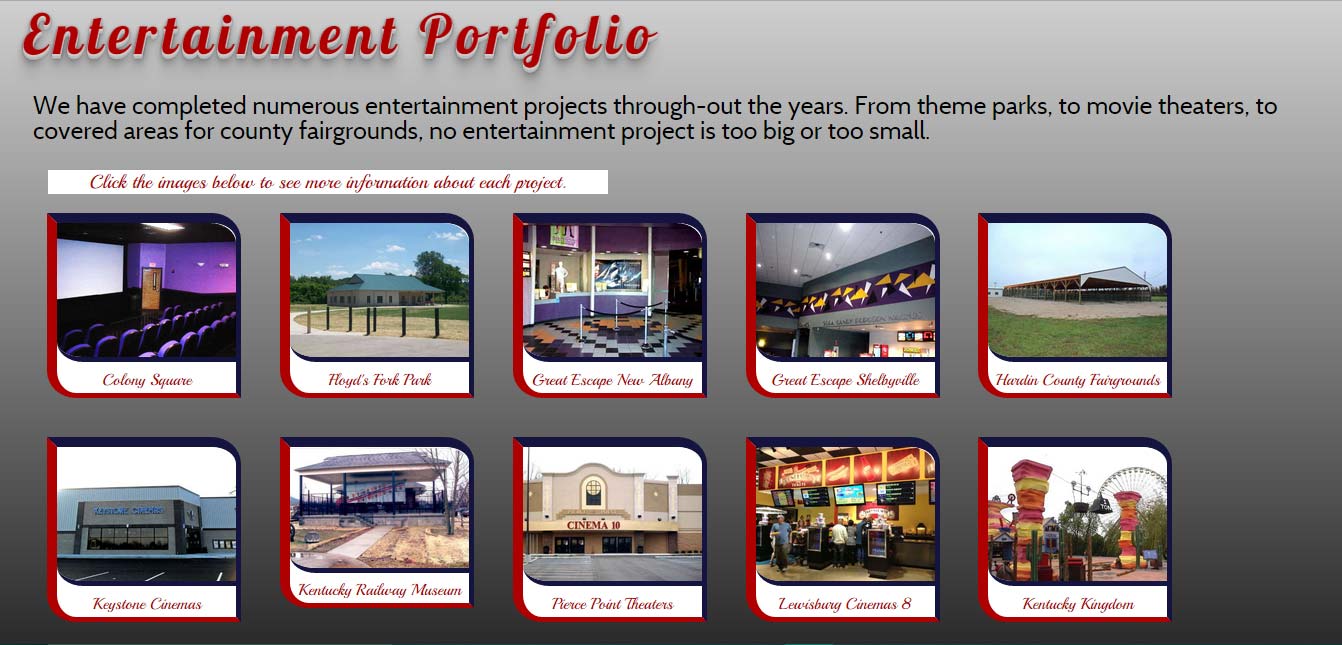 Entertainment Portfolio
We have completed numerous entertainment projects through-out the years. From theme parks, to movie theaters, to
covered areas for county fairgrounds, no entertainment project is too big or too small.
Click the images below to see more information about each project.
Colony Square
Floyd's Fork Park
Great Escape New Albany
Great Escape Shelbyville
Hardin County Fairgrounds
KEYSTONE CINEMAS
CINEMA 10
Keystone Cinemas
Kentucky Railway Museum
Pierce Point Theaters
Lewisburg Cinemas 8
Kentucky Kingdom